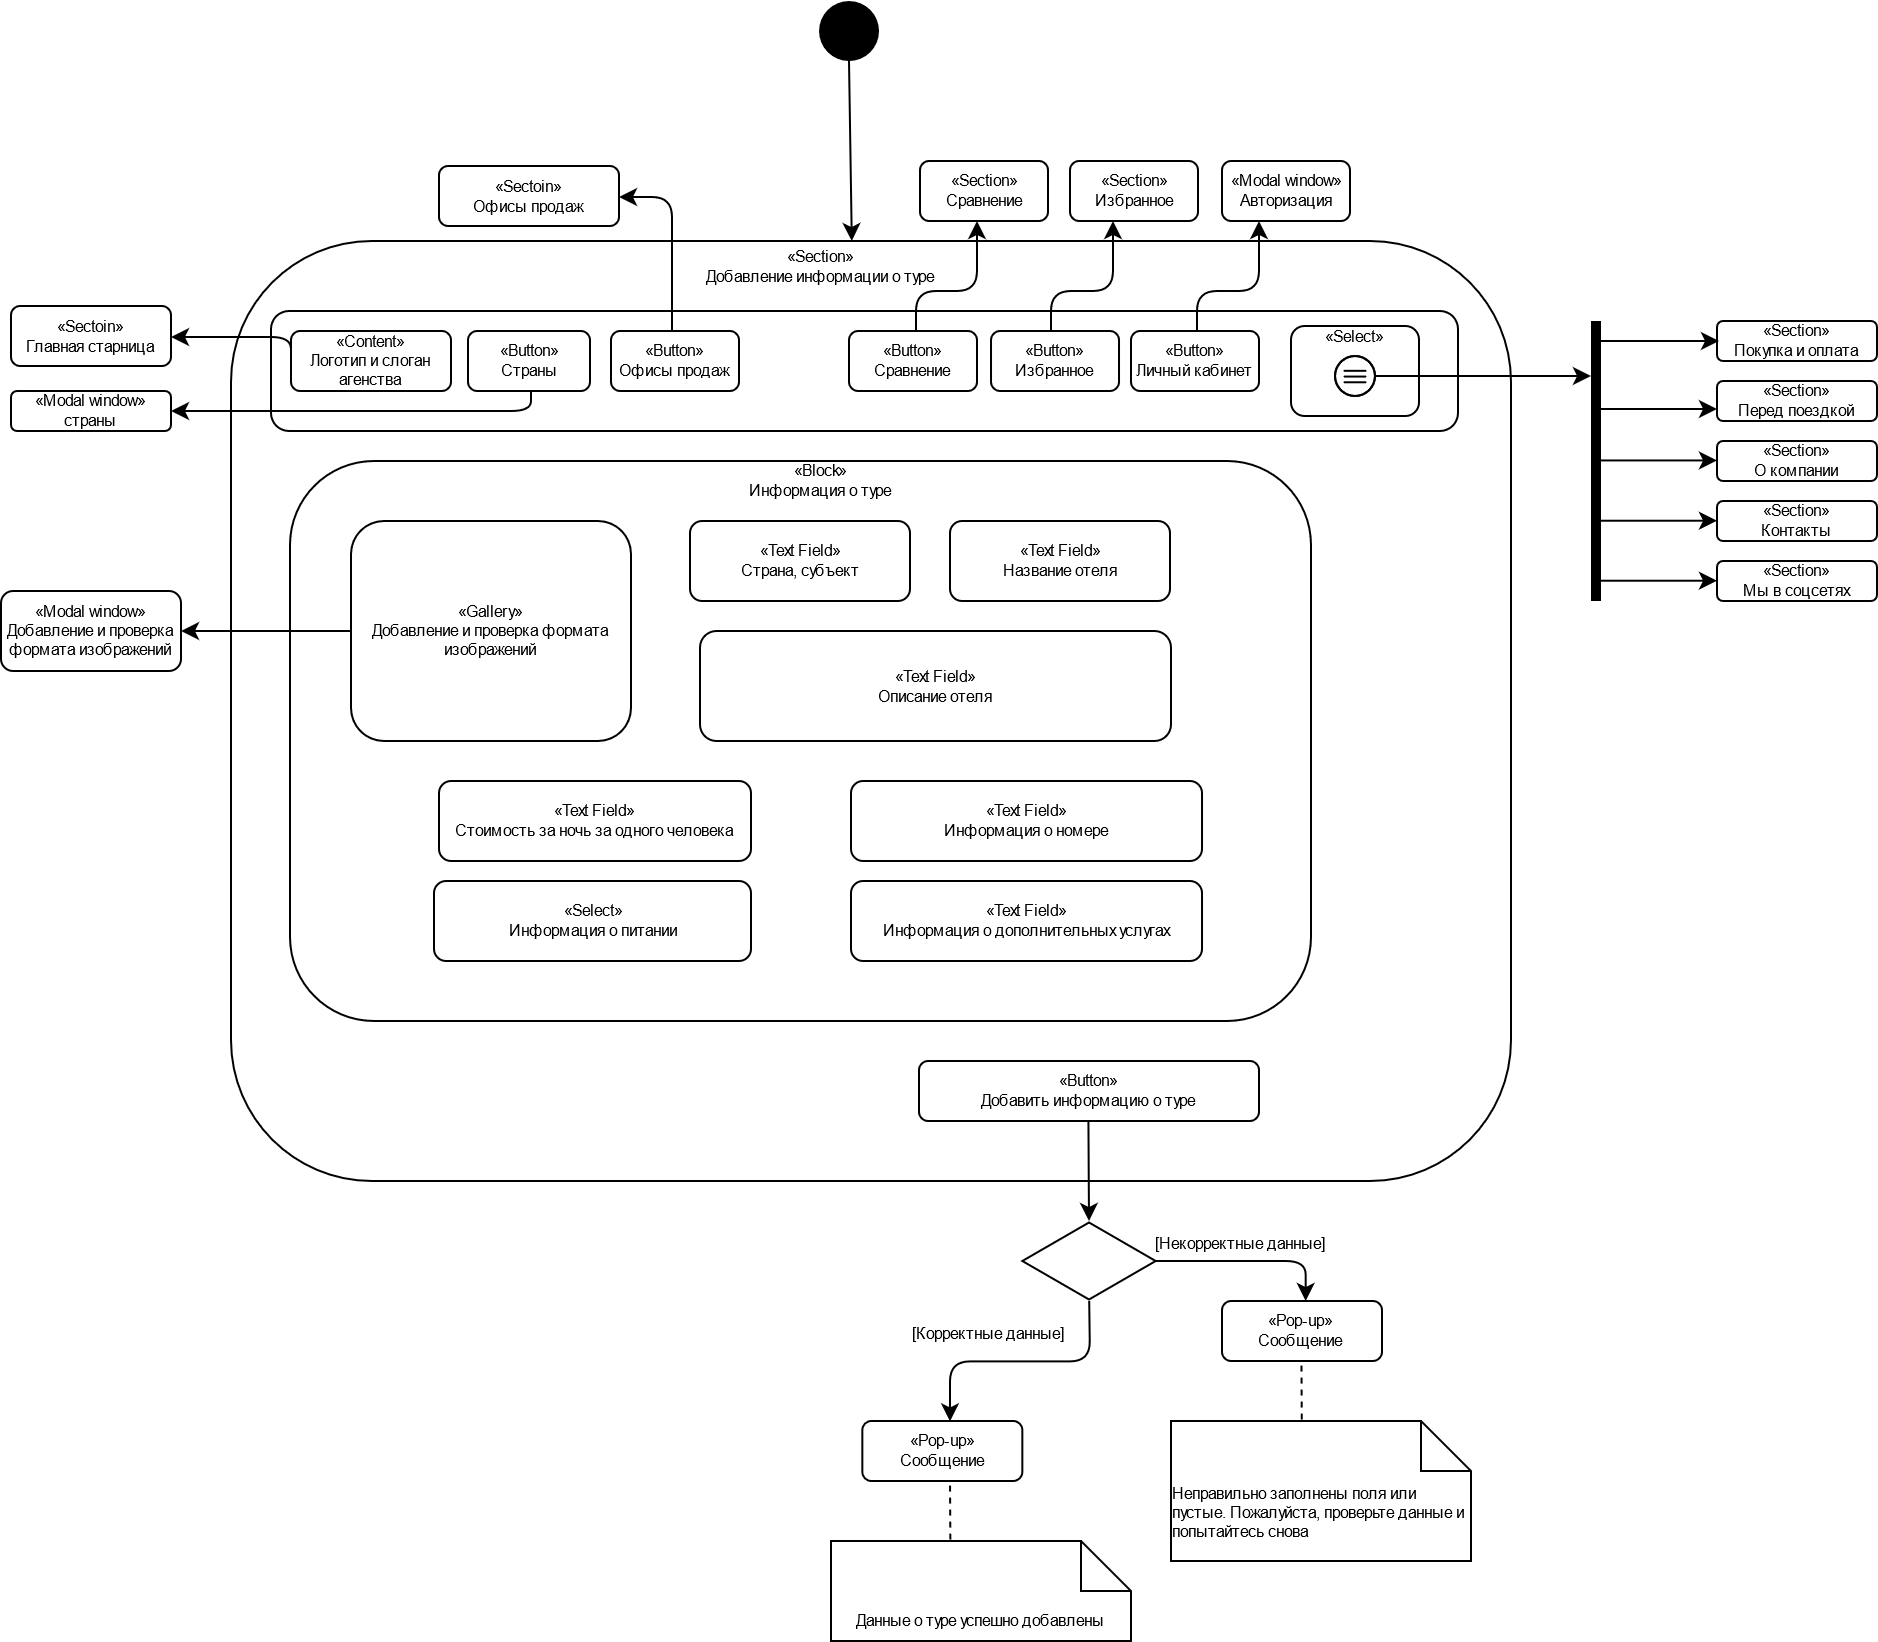 «Sectoin»
Офисы продаж
«Section»
Сравнение
«Section»
Избранное
«Modal window»
Авторизация
«Section»
Добавление информации о туре
«Sectoin»
Главная старница
«Modal window»
страны
«Content»
Логотип и слоган
агенства
«Button»
Страны
«Button»
Офисы продаж
«Button»
Сравнение
«Button»
Избранное
«Button»
Личный кабинет
«Select»
«Section»
Покупка и оплата
«Section»
Перед поездкой
«Section»
О компании
«Section»
Контакты
«Section»
Мы в соцсетях
«Block»
Информация о туре
«Modal window»
Добавление и проверка
формата изображений
«Gallery»
Добавление и проверка формата
изображений
«Text Field»
Страна, субъект
«Text Field»
Название отеля
«Text Field»
Описание отеля
«Text Field»
Стоимость за ночь за одного человека
«Text Field»
Информация о номере
«Select»
Информация о питании
«Text Field»
Информация о дополнительных услугах
«Button»
Добавить информацию о туре
[Некорректные данные]
[Корректные данные]
«Pop-up»
Сообщение
«Pop-up»
Сообщение
Неправильно заполнены поля или
пустые. Пожалуйста, проверьте данные и
попытайтесь снова
Данные о туре успешно добавлены